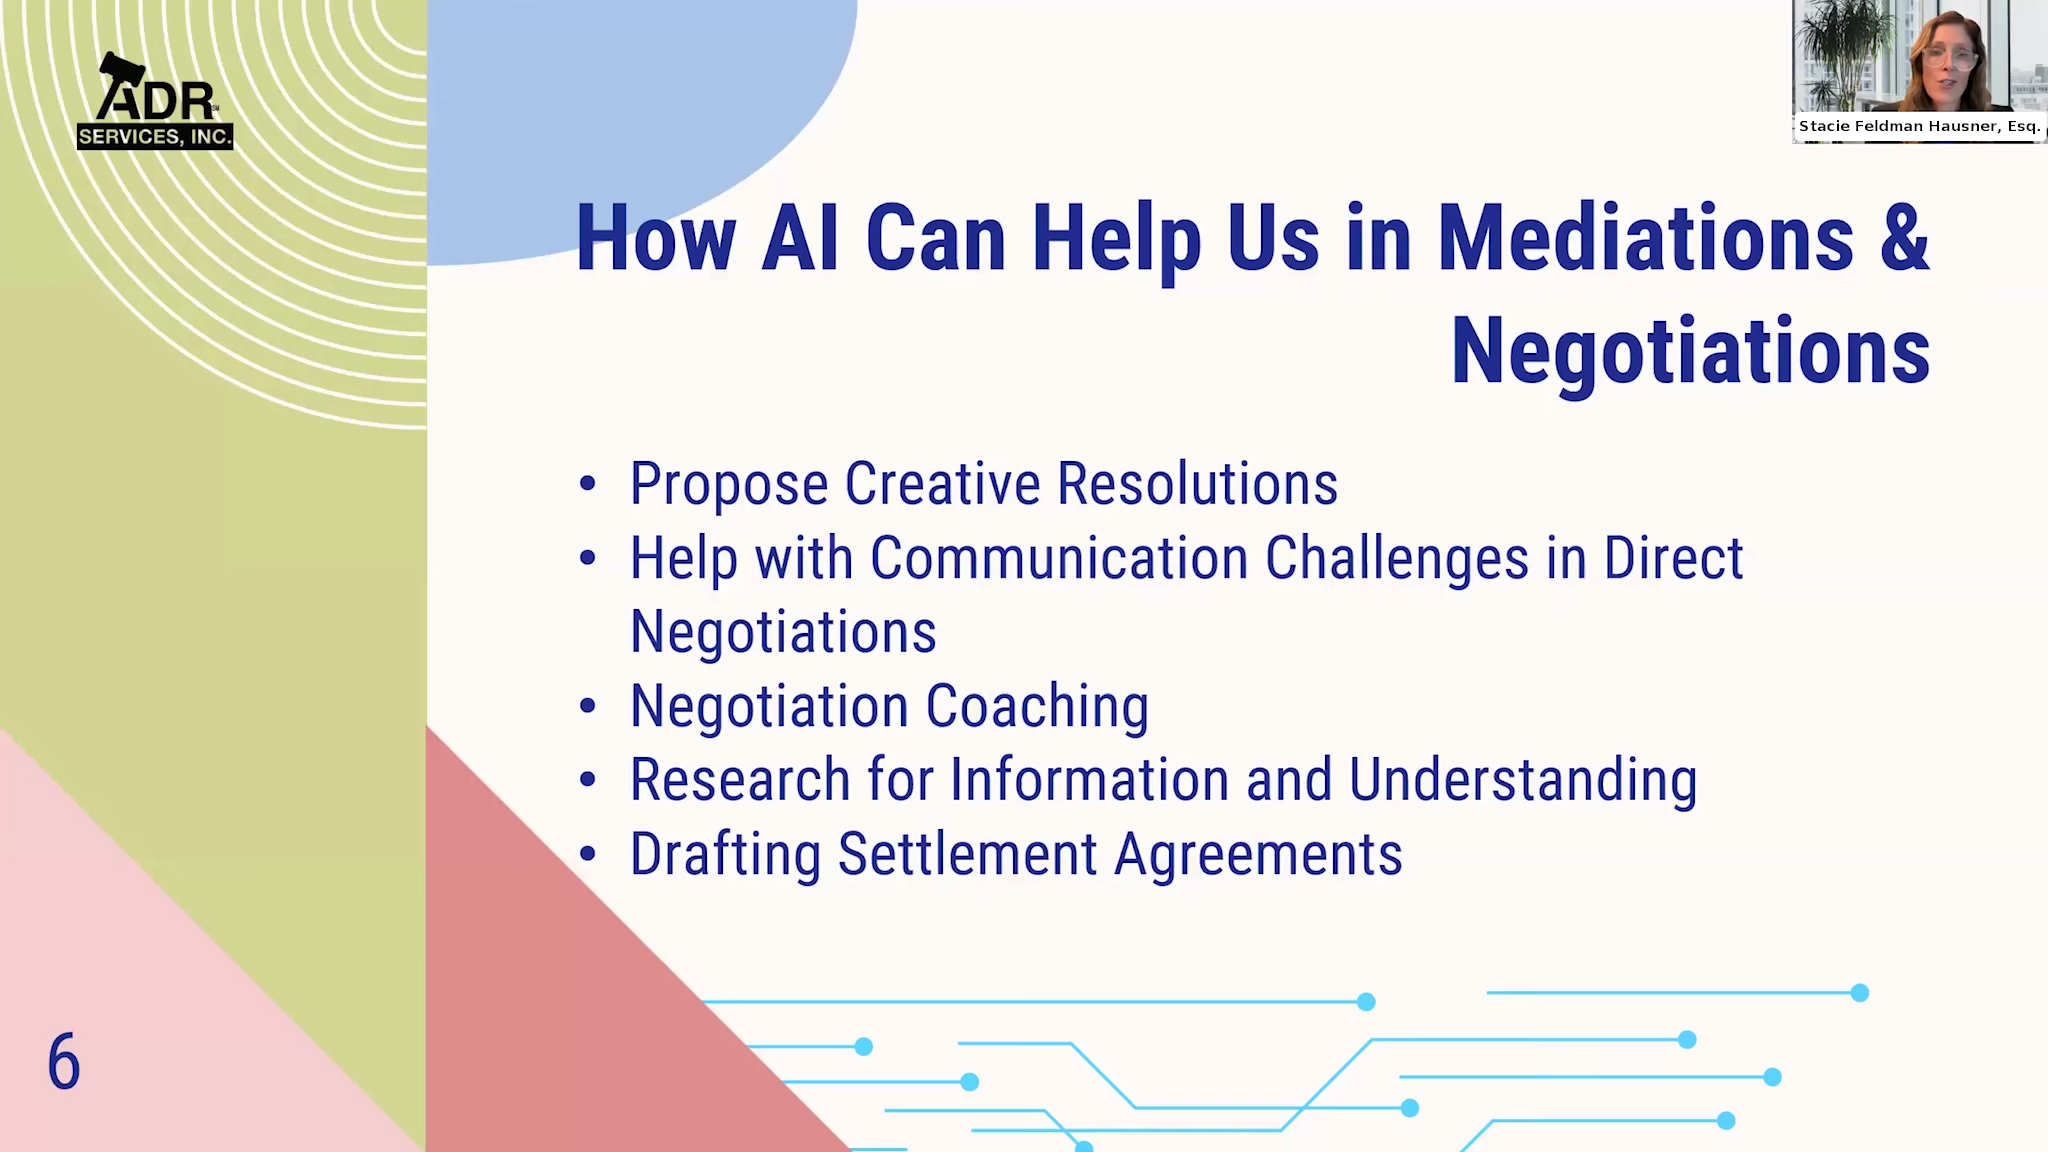 ADR SM
SERVICES, INC.
Stacie Feldman Hausner, Esq.
How AI Can Help Us in Mediations &
Negotiations
• Propose Creative Resolutions
• Help with Communication Challenges in Direct
Negotiations
• Negotiation Coaching
• Research for Information and Understanding
• Drafting Settlement Agreements
6